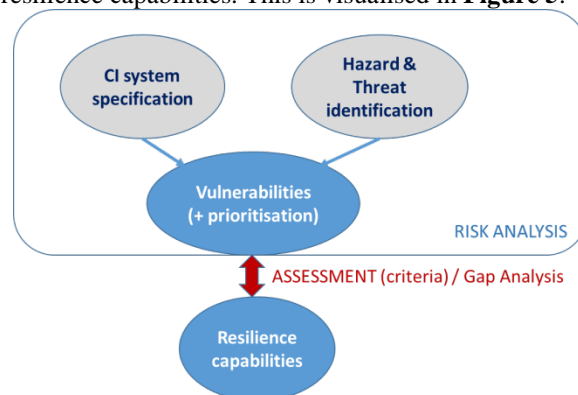 resilience capabilities. This is visualised in Figure 3.
CI system
specification
Hazard &
Threat
identification
Vulnerabilities
(+ prioritisation)
RISK ANALYSIS
ASSESSMENT (criteria) / Gap Analysis
Resilience
capabilities